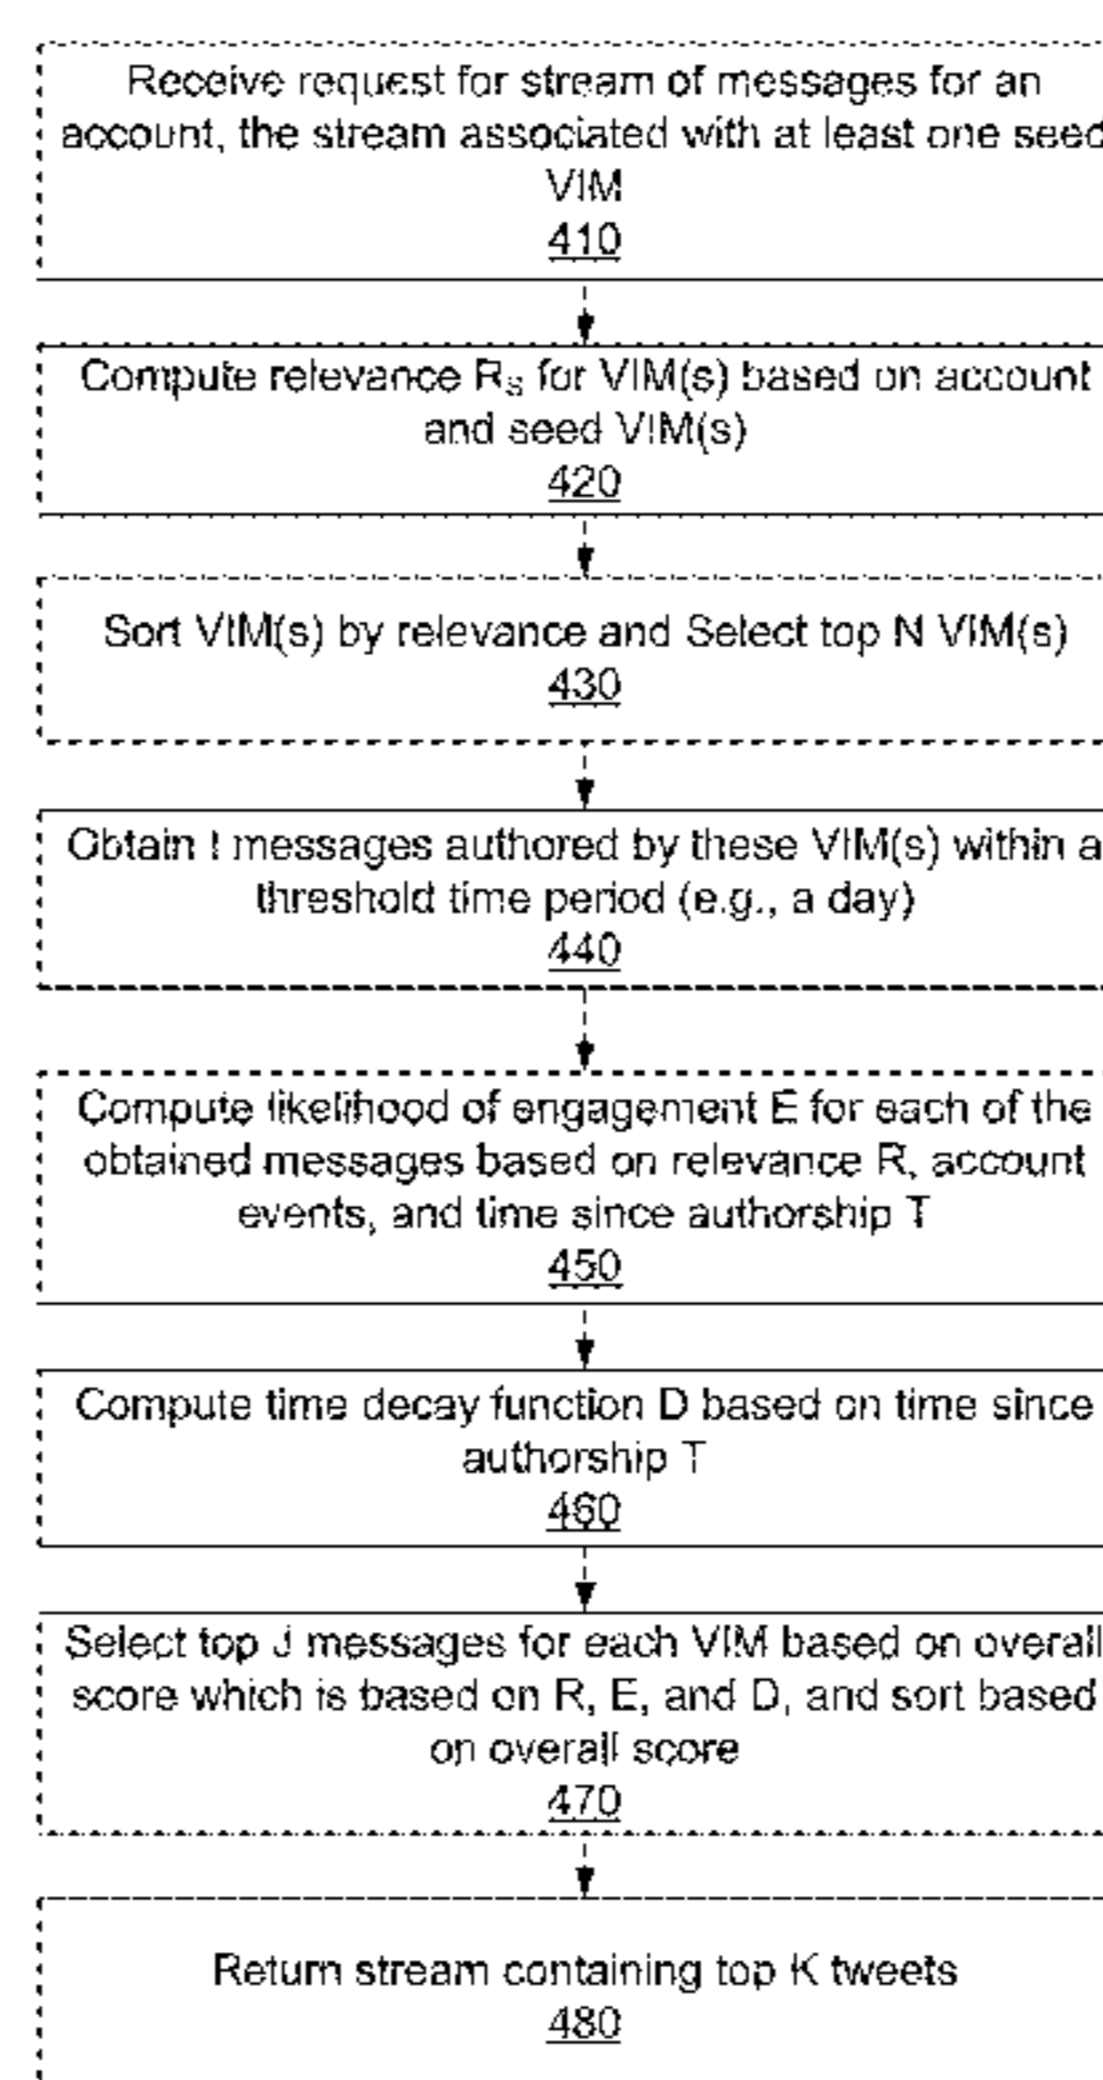 Receive request for stream of messages for an
account, the stream associated with at least one seed
VIM
410
Compute relevance RS for VIM(s) based on account
and seed VIM(s)
420
Sort VIM(s) by relevance and Select top N VIM(s)
430
Obtain I messages authored by these VIM(s) within a
threshold time period (e.g., a day)
440
Compute likelihood of engagement E for each of the
obtained messages based on relevance R, account
events, and time since authorship T
450
Compute time decay function D based on time since
authorship T
460
Select top J messages for each VIM based on overall
score which is based on R, E, and D, and sort based
on overall score
470
Return stream containing top K tweets
480